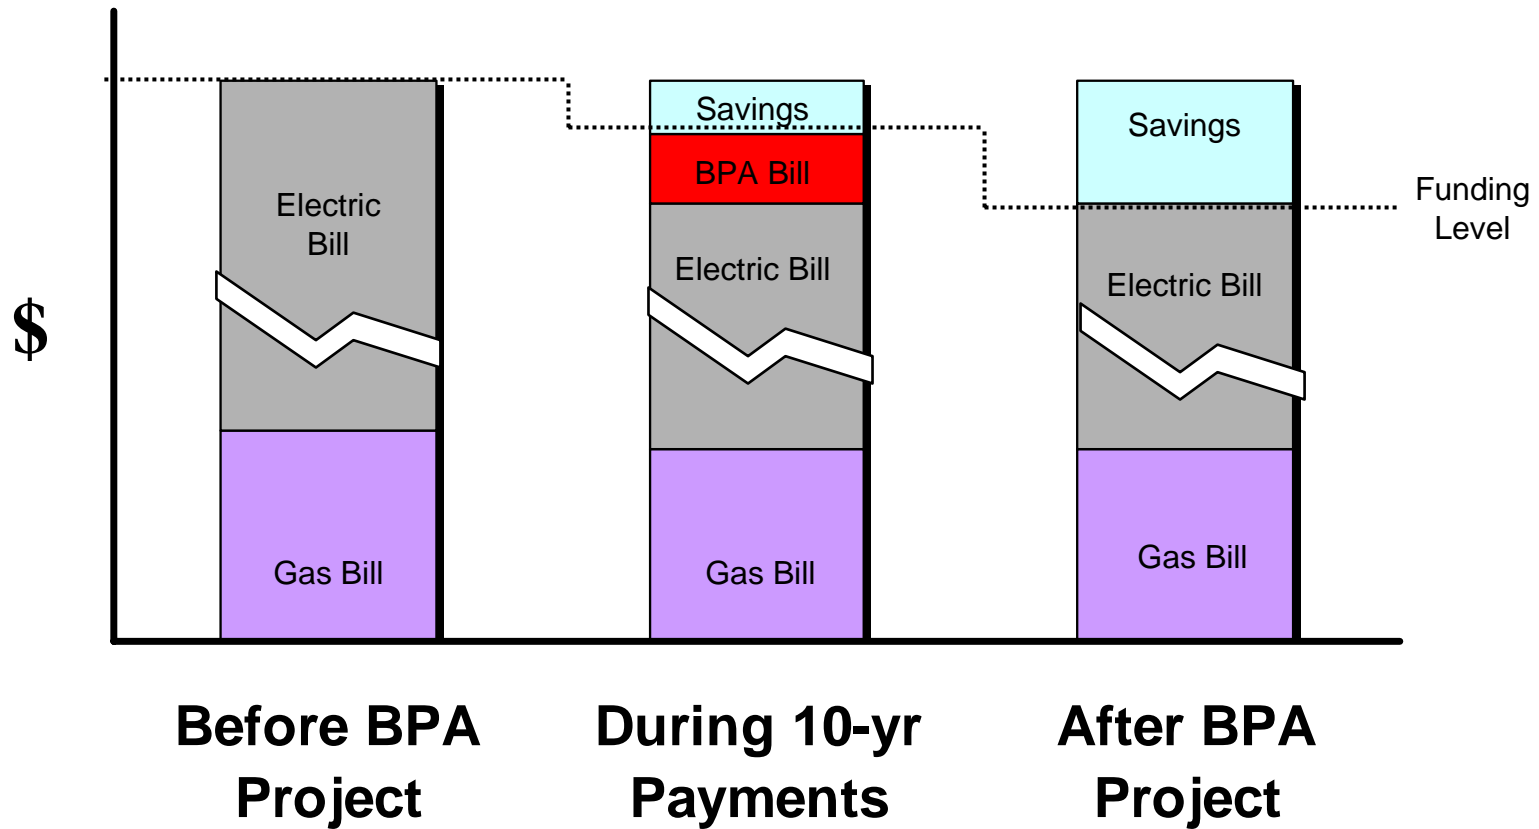 $
Electric
Bill
Gas Bill
Savings
BPA Bill
Electric Bill
Gas Bill
Savings
Electric Bill
Gas Bill
Funding
Level
Before BPA
Project
During 10-yr
Payments
After BPA
Project